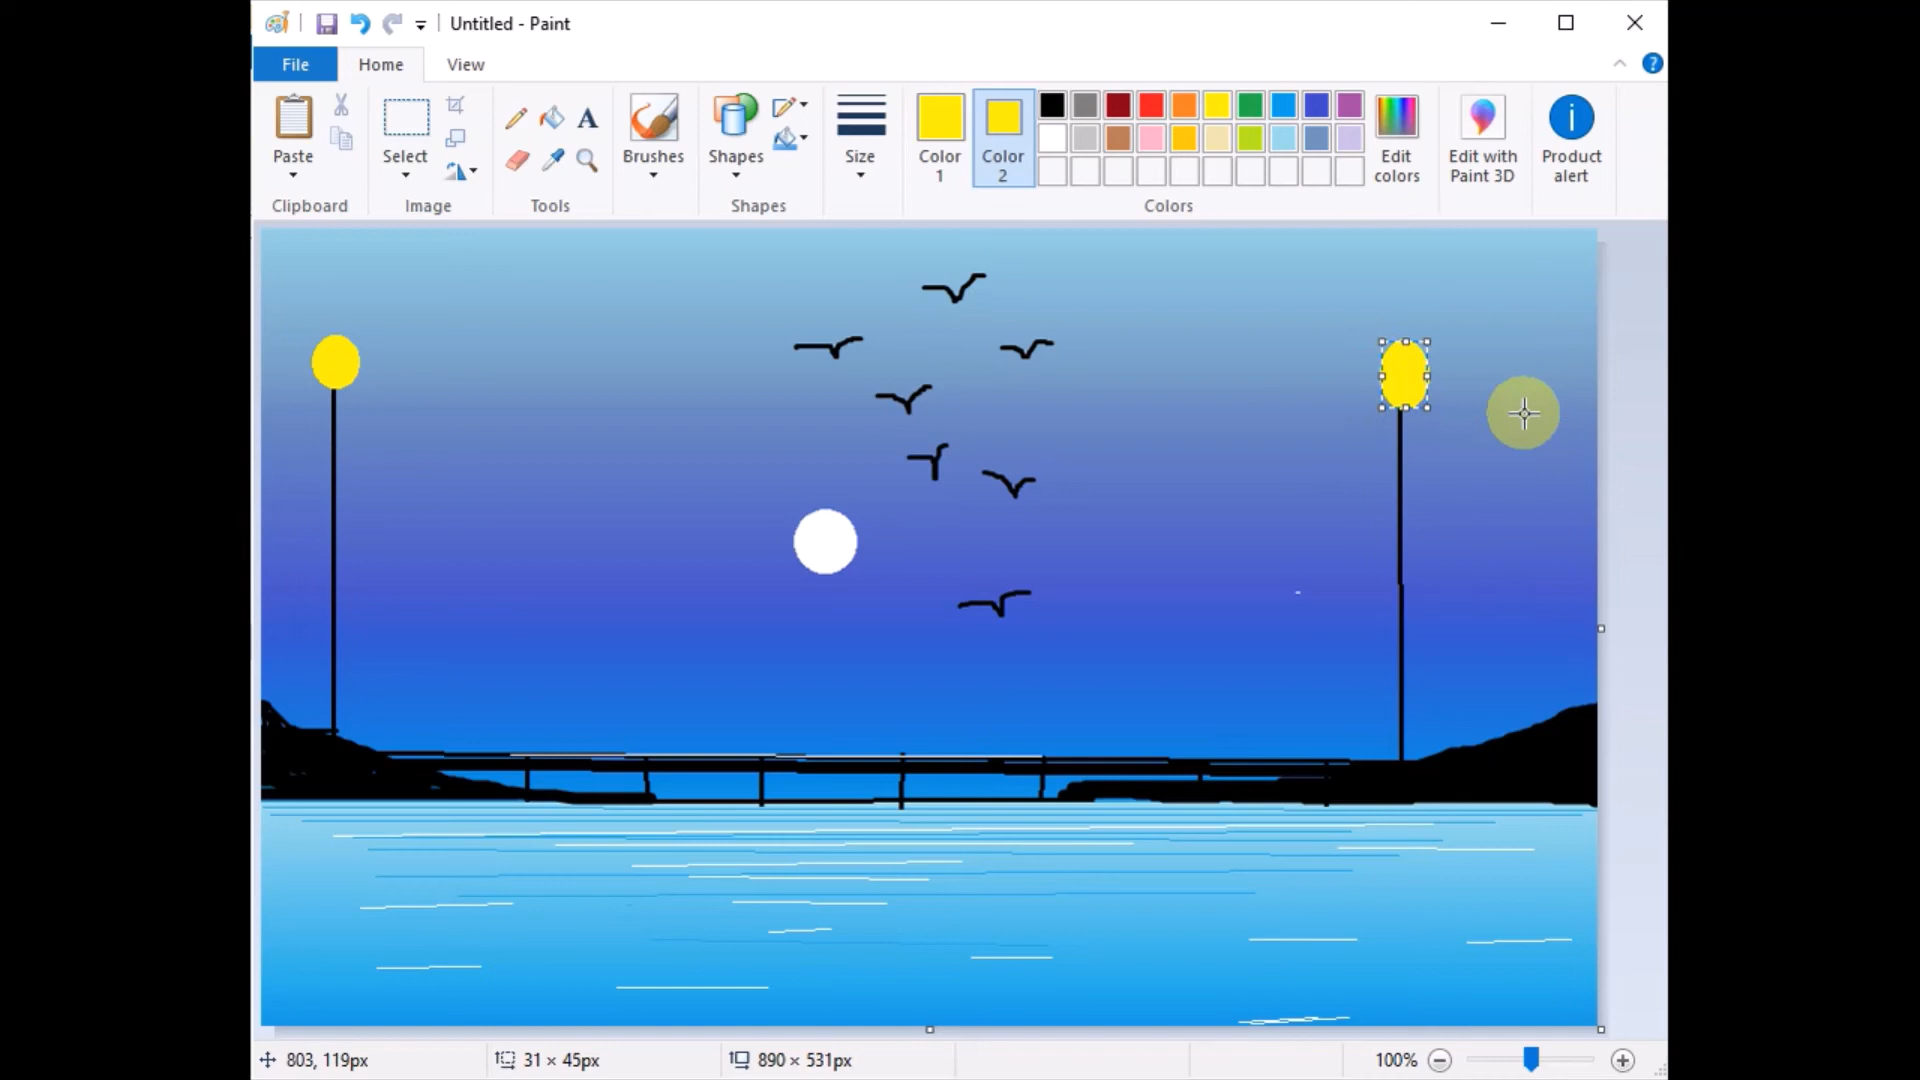 Untitled - Paint
File Home View
Paste Select Brushes Shapes Size Color 1 Color 2 Edit colors Edit with Paint 3D Product alert
Clipboard Image Tools Shapes Colors
803, 119px 31 × 45px 890 × 531px 100%